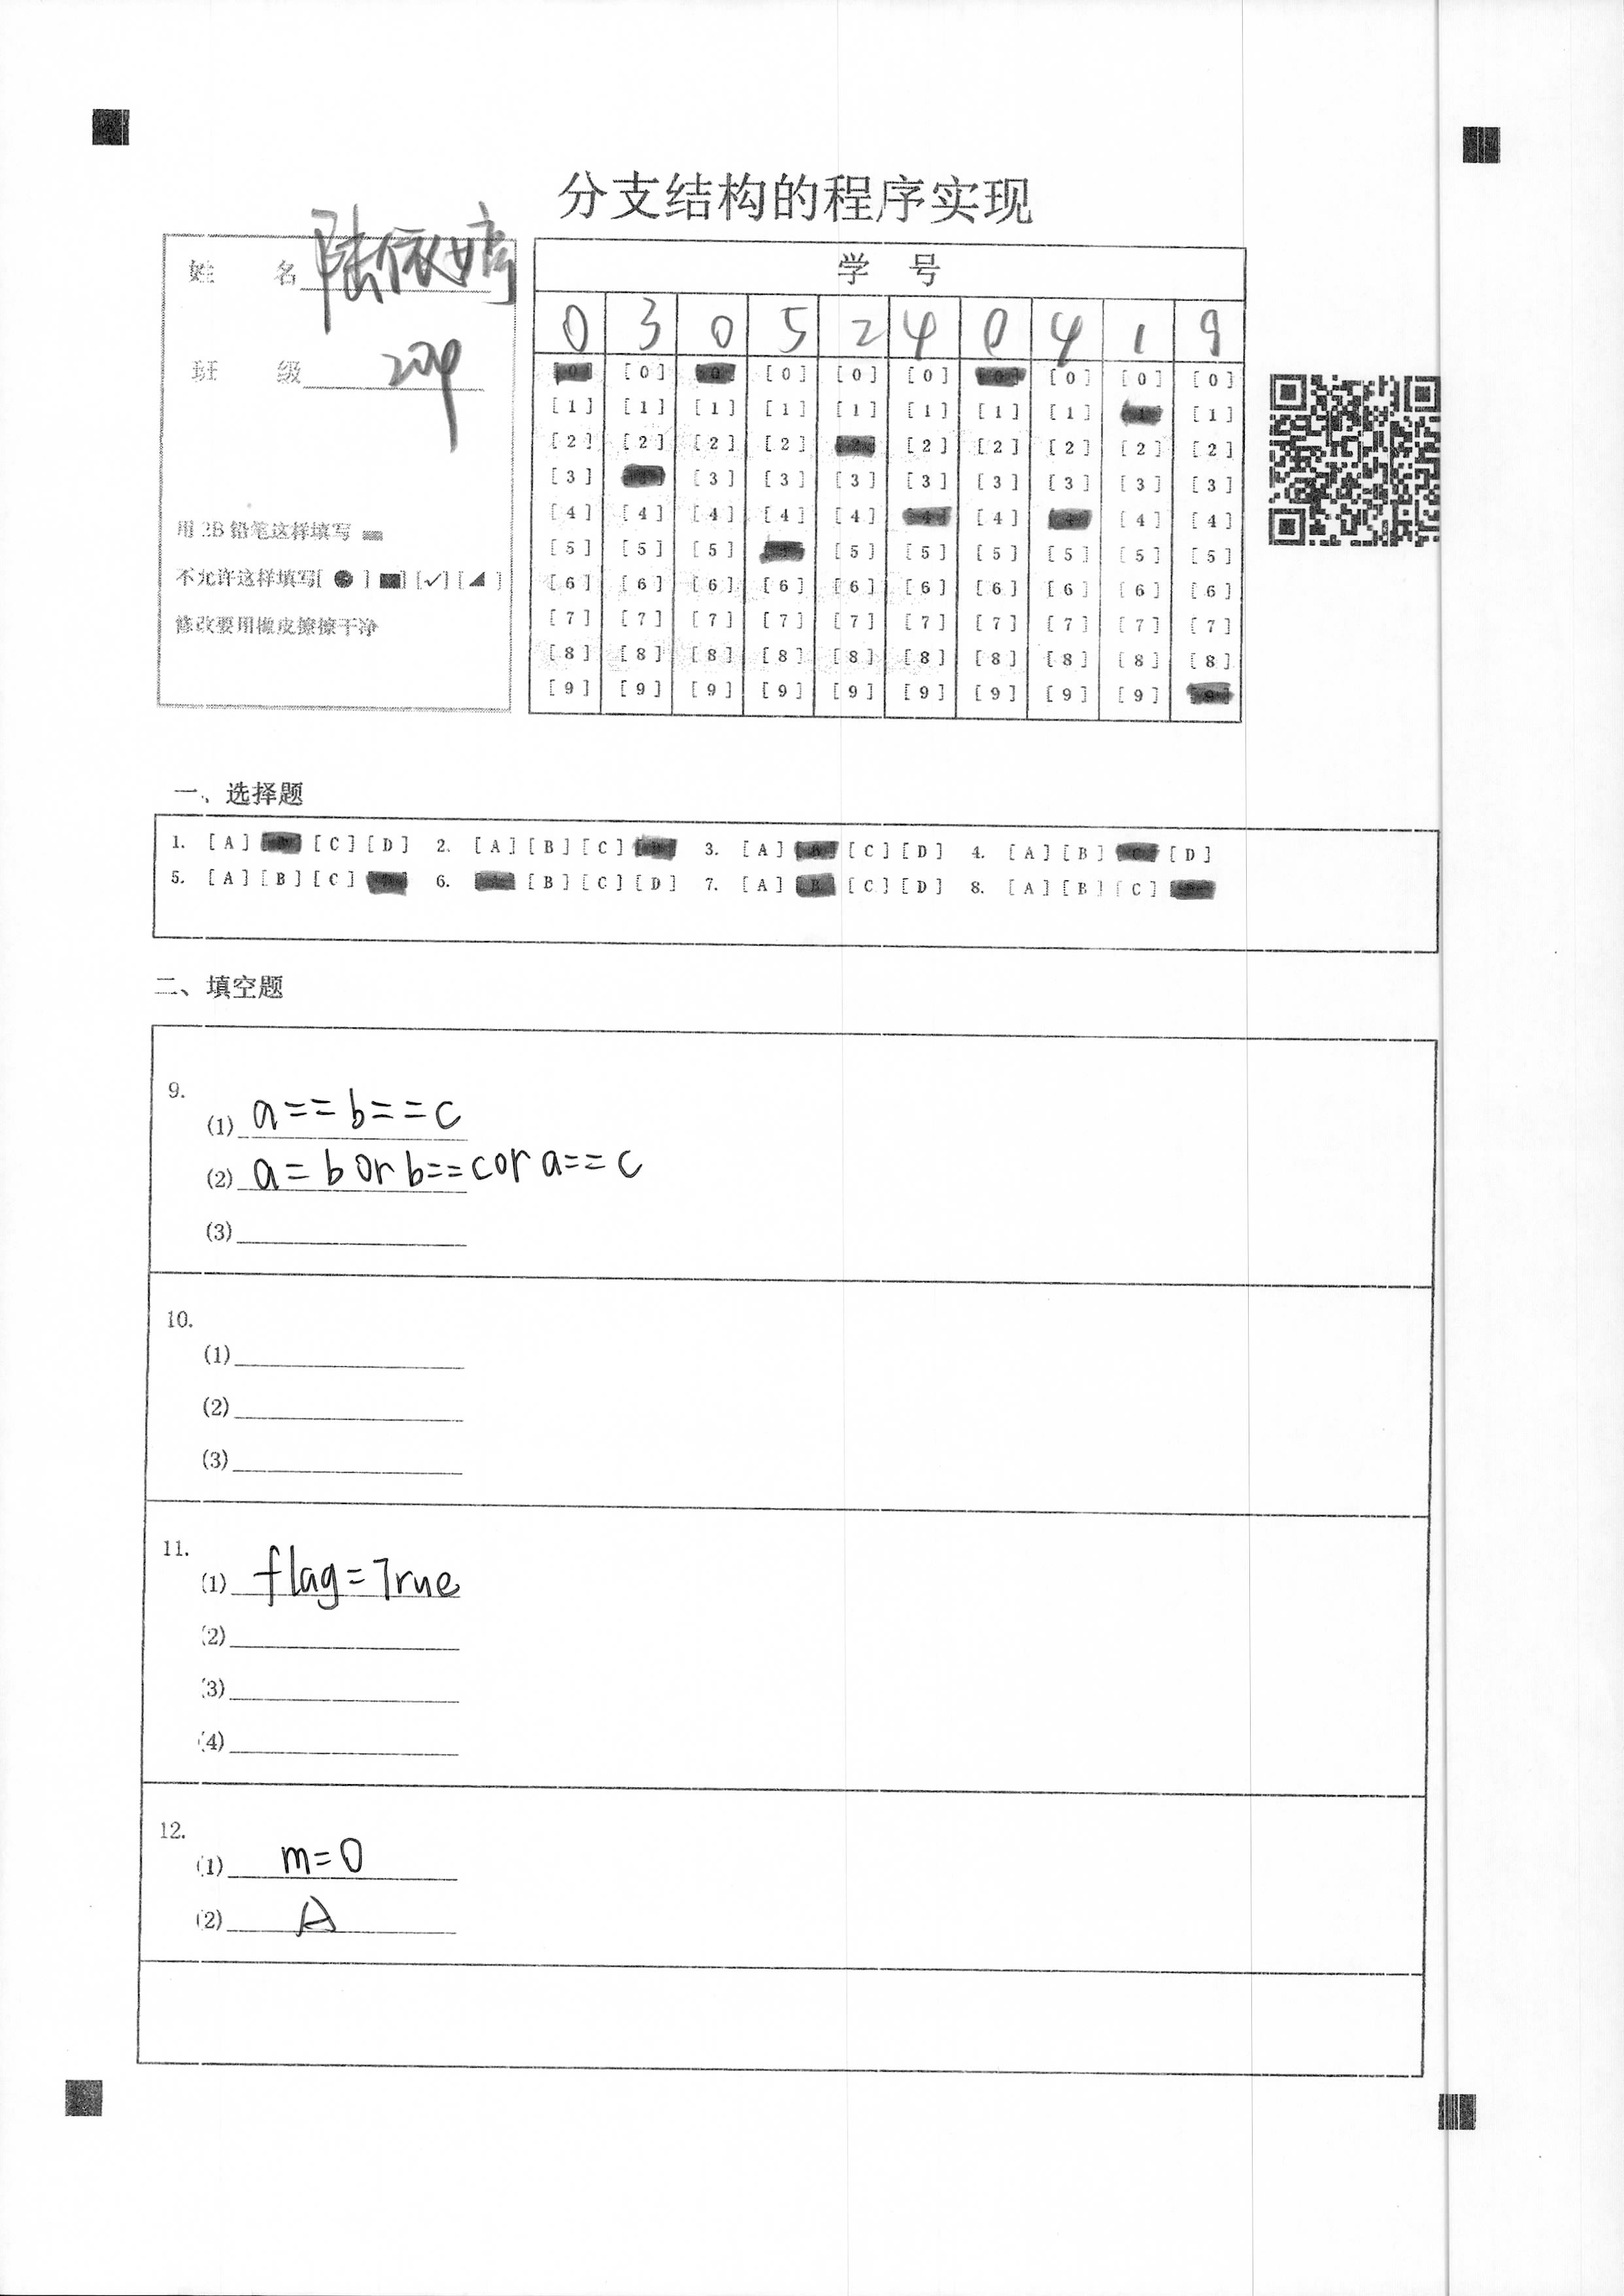 分支结构的程序实现
姓 名 陆依婷
班 级 204
用 2B 铅笔这样填写
不允许这样填写[ ● ] [✓] [ ]
修改要用橡皮擦擦干净
学 号
0 3 0 5 2 4 0 4 1 9
[0] [0] [0] [0] [0] [0] [0] [0] [0] [0]
[1] [1] [1] [1] [1] [1] [1] [1] [1] [1]
[2] [2] [2] [2] [2] [2] [2] [2] [2] [2]
[3] [3] [3] [3] [3] [3] [3] [3] [3]
[4] [4] [4] [4] [4] [4] [4] [4] [4] [4]
[5] [5] [5] [5] [5] [5] [5] [5] [5] [5]
[6] [6] [6] [6] [6] [6] [6] [6] [6] [6]
[7] [7] [7] [7] [7] [7] [7] [7] [7] [7]
[8] [8] [8] [8] [8] [8] [8] [8] [8] [8]
[9] [9] [9] [9] [9] [9] [9] [9] [9] [9]
一、选择题
1. [A] [B] [C] [D] 2. [A] [B] [C] [D] 3. [A] [B] [C] [D] 4. [A] [B] [C] [D]
5. [A] [B] [C] [D] 6. [A] [B] [C] [D] 7. [A] [B] [C] [D] 8. [A] [B] [C] [D]
二、填空题
9.
(1) a==b==c
(2) a=b or b==c or a==c
(3)
10.
(1)
(2)
(3)
11.
(1) flag=True
(2)
(3)
(4)
12.
(1) m=0
(2) A